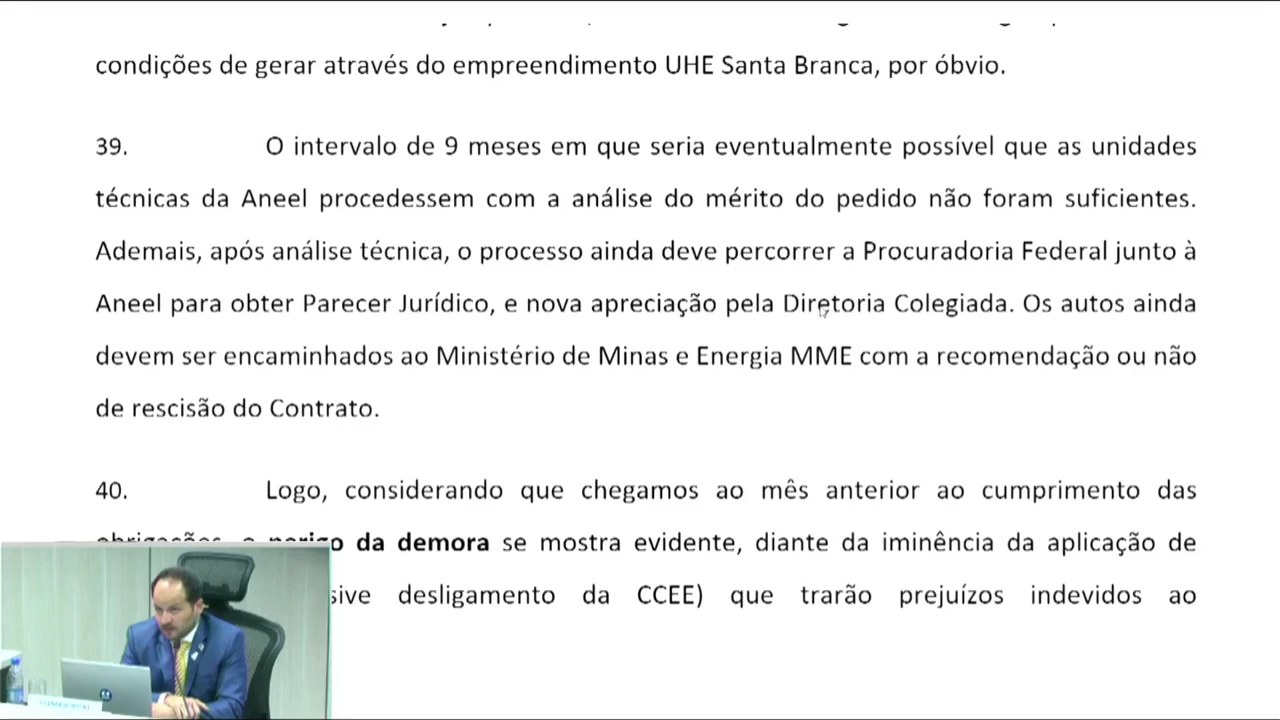 condições de gerar através do empreendimento UHE Santa Branca, por óbvio.
39. O intervalo de 9 meses em que seria eventualmente possível que as unidades
técnicas da Aneel procedessem com a análise do mérito do pedido não foram suficientes.
Ademais, após análise técnica, o processo ainda deve percorrer a Procuradoria Federal junto à
Aneel para obter Parecer Jurídico, e nova apreciação pela Diretoria Colegiada. Os autos ainda
devem ser encaminhados ao Ministério de Minas e Energia MME com a recomendação ou não
de rescisão do Contrato.
40. Logo, considerando que chegamos ao mês anterior ao cumprimento das
obrigações, o perigo da demora se mostra evidente, diante da iminência da aplicação de
desligamento da CCEE) que trarão prejuízos indevidos ao